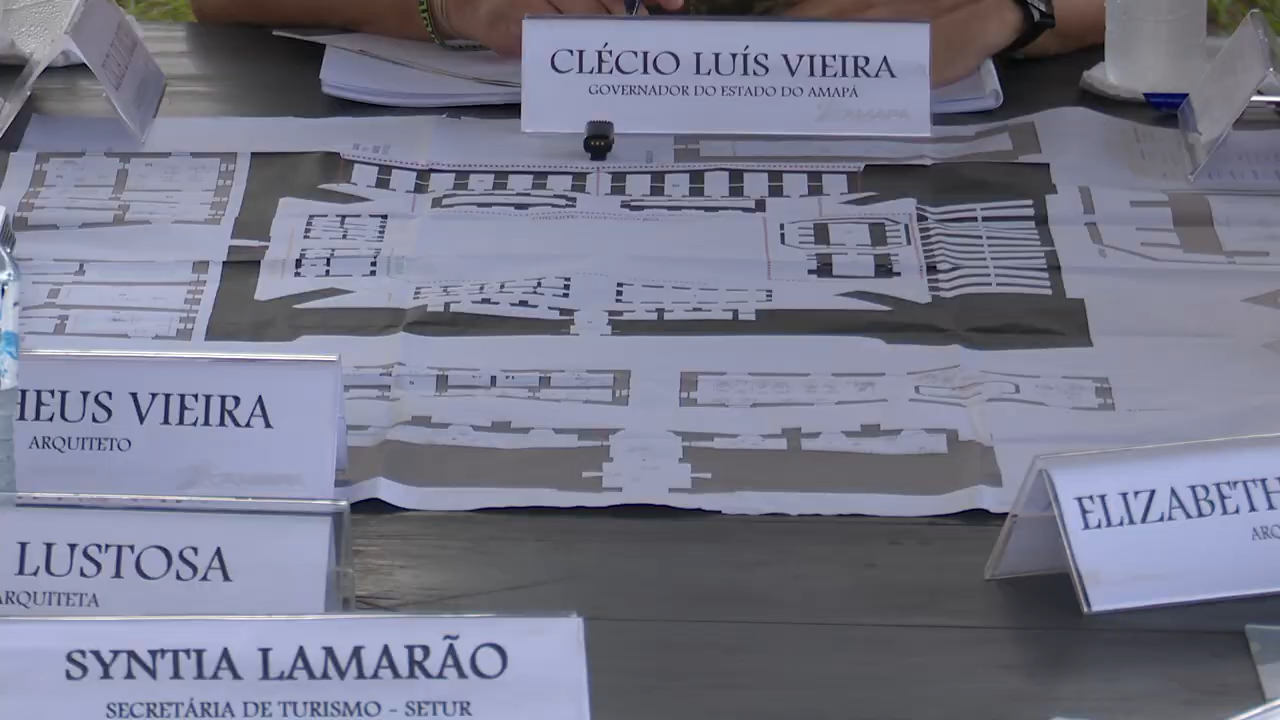 CLÉCIO LUÍS VIEIRA
GOVERNADOR DO ESTADO DO AMAPÁ
HEUS VIEIRA
ARQUITETO
LUSTOSA
ARQUITETA
SYNTIA LAMARÃO
SECRETÁRIA DE TURISMO - SETUR
ELIZABETH
ARQ